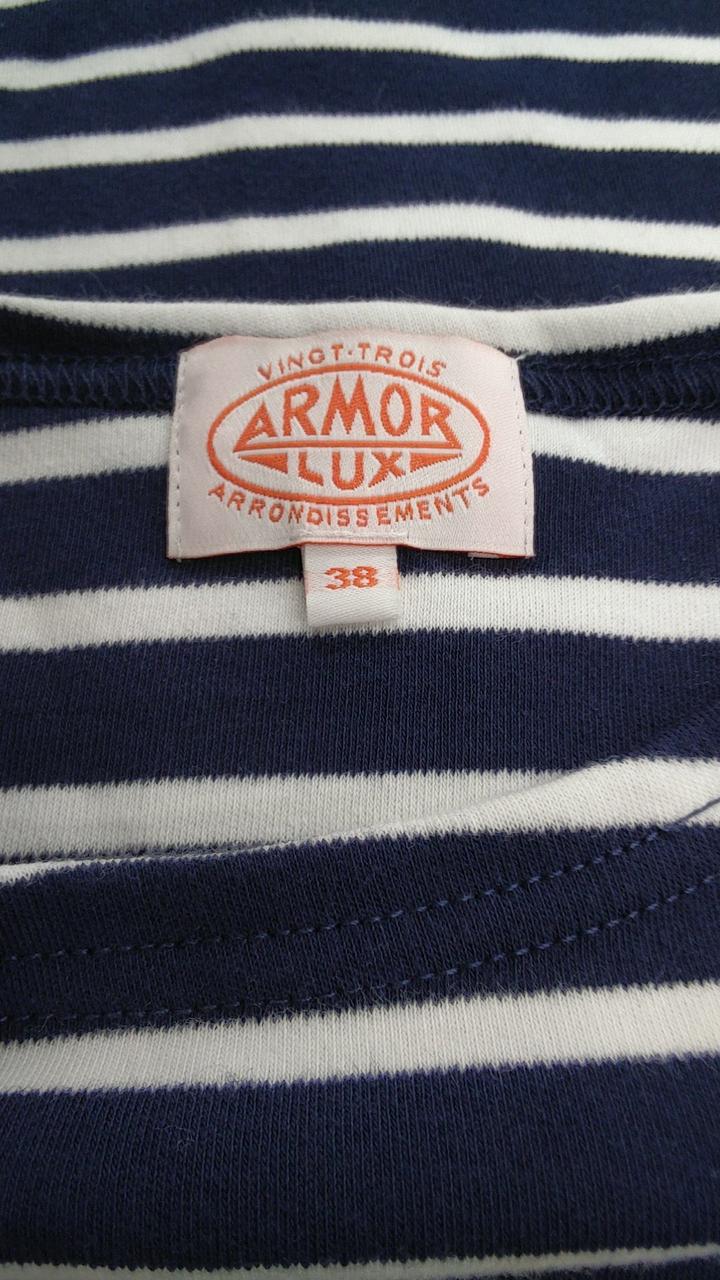 VINGT-TROIS
ARMOR
LUX
ARRONDISSEMENTS
38